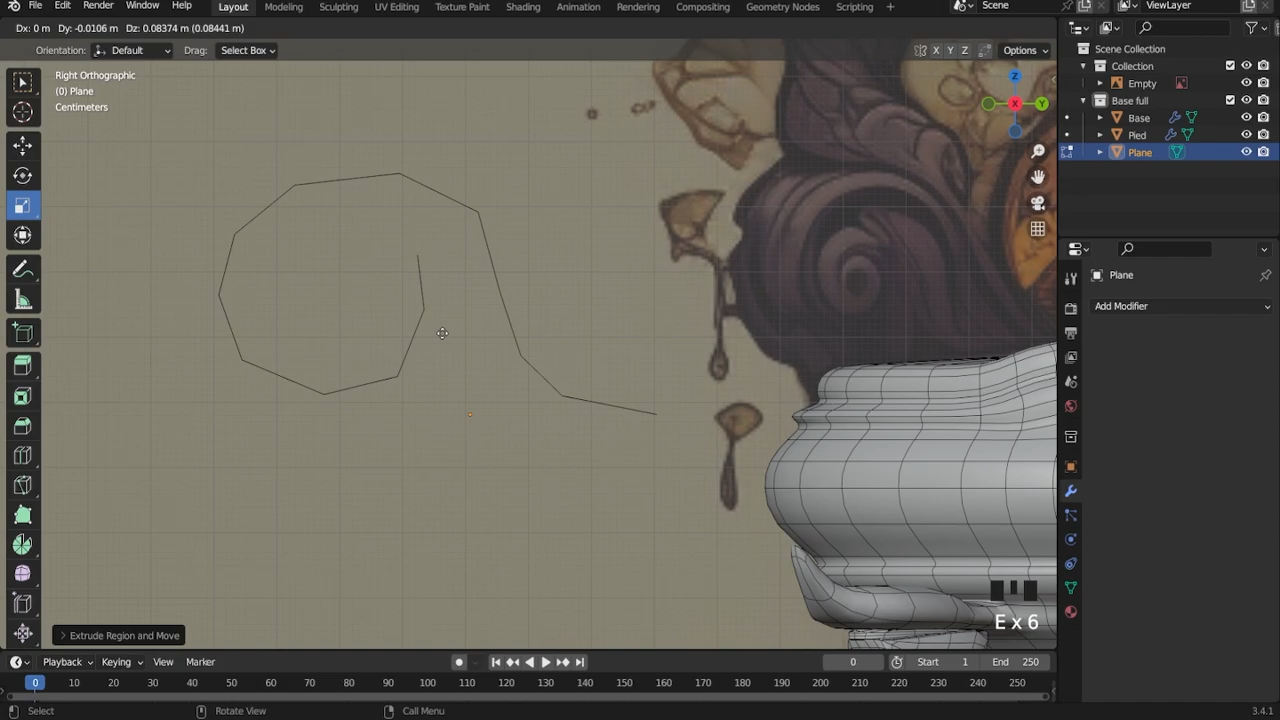 File Edit Render Window Help Layout Modeling Sculpting UV Editing Texture Paint Shading Animation Rendering Compositing Geometry Nodes Scripting + Scene ViewLayer
Dx: 0 m Dy: -0.0106 m Dz: 0.08374 m (0.08441 m)
Orientation: Default Drag: Select Box X Y Z Options
Right Orthographic
(0) Plane
Centimeters
Z
Y
X
Scene Collection
Collection
Empty
Base full
Base
Pied
Plane
Plane
Add Modifier
E x 6
Extrude Region and Move
Playback Keying View Marker 0 Start 1 End 250
0 10 20 30 40 50 60 70 80 90 100 110 120 130 140 150 160 170 180 190 200 210 220 230 240 250
Select Rotate View Call Menu 3.4.1